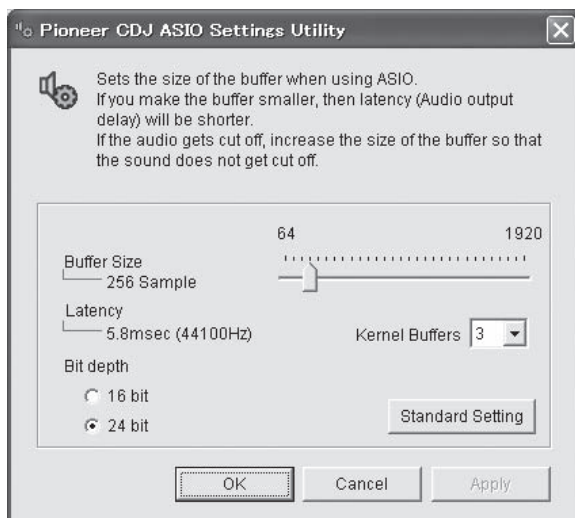 Pioneer CDJ ASIO Settings Utility
Sets the size of the buffer when using ASIO.
If you make the buffer smaller, then latency (Audio output
delay) will be shorter.
If the audio gets cut off, increase the size of the buffer so that
the sound does not get cut off.
64 1920
Buffer Size
256 Sample
Latency
5.8msec (44100Hz)
Kernel Buffers 3
Bit depth
16 bit
24 bit
Standard Setting
OK Cancel Apply